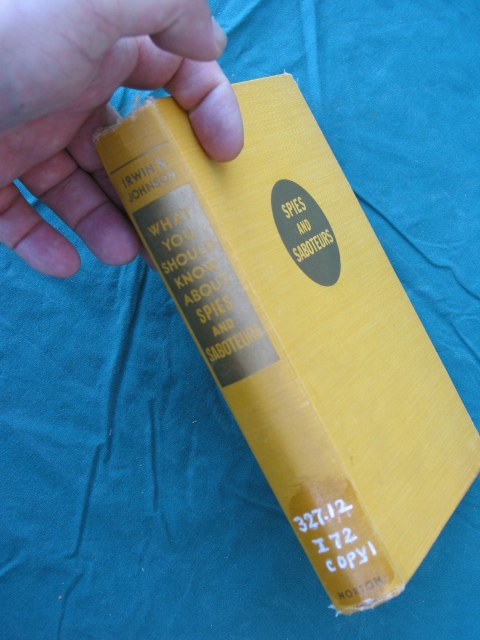 IRWIN &
JOHNSON
WHAT
YOU
SHOULD
KNOW
ABOUT
SPIES
AND
SABOTEURS
327.12
I72
copy1
NORTON
SPIES
AND
SABOTEURS